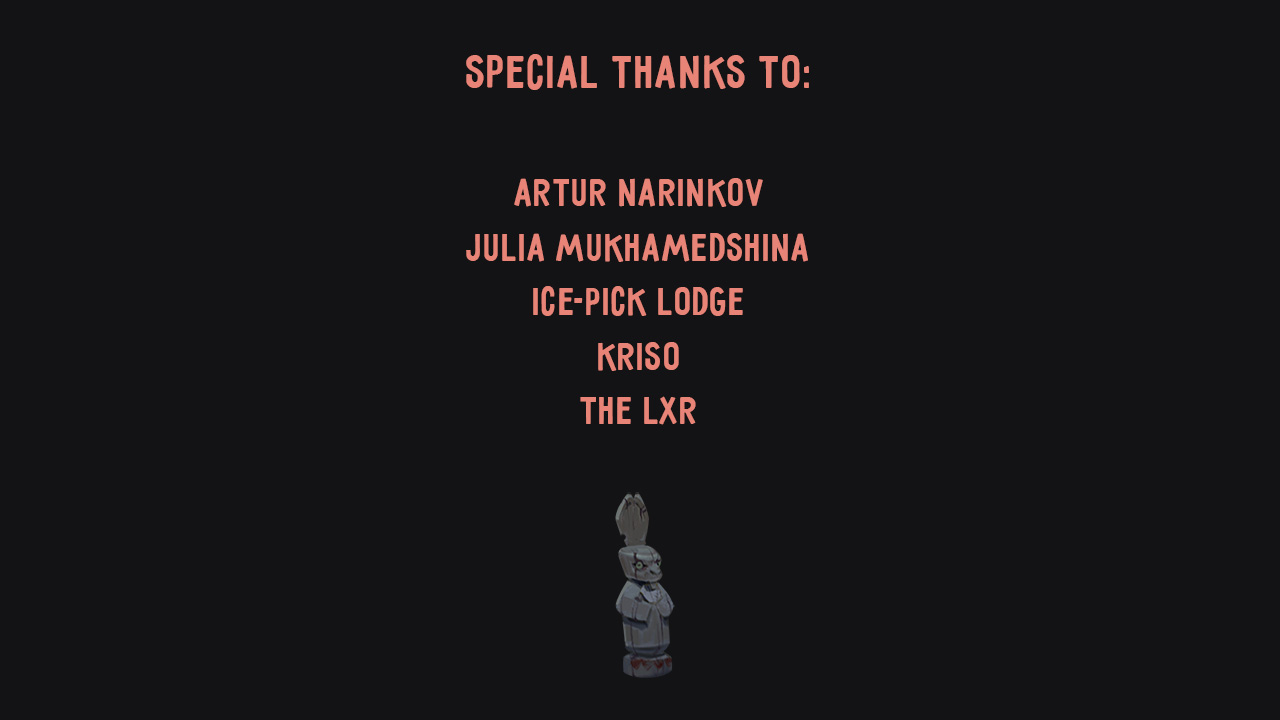 SPECIAL THANKS TO:
ARTUR NARINKOV
JULIA MUKHAMEDSHINA
ICE-PICK LODGE
KRISO
THE LXR